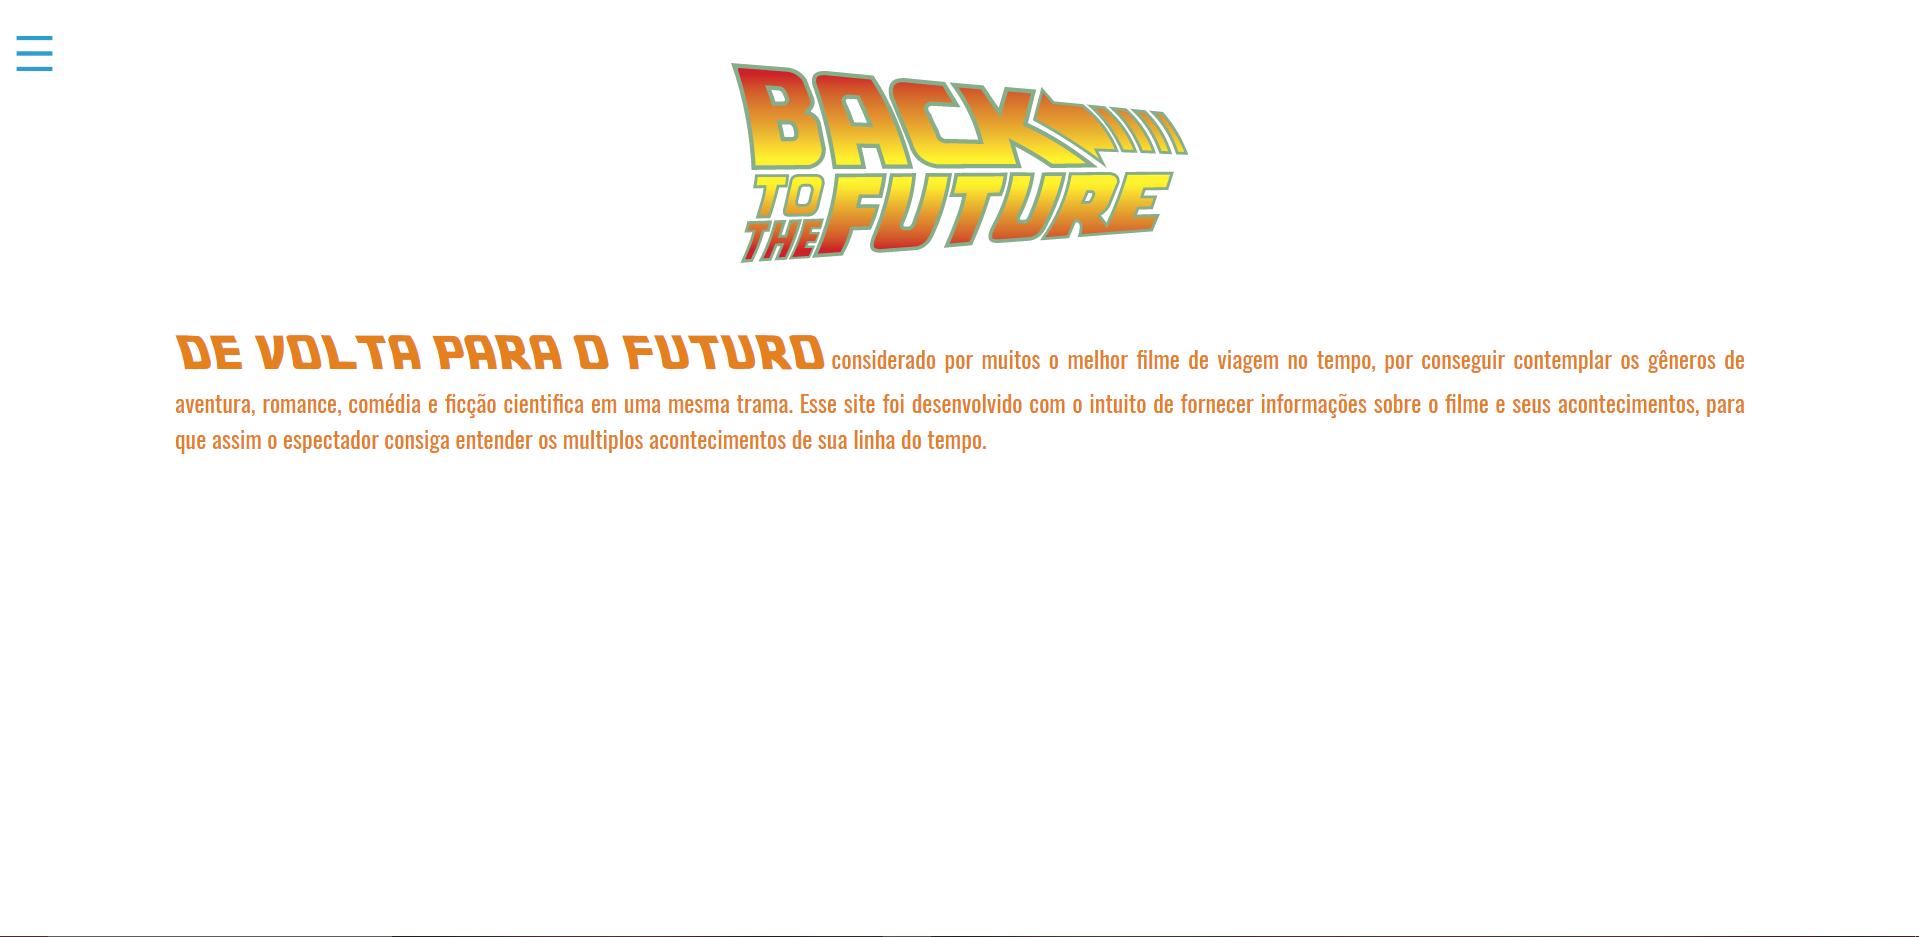 BACK
TO
THE FUTURE
DE VOLTA PARA O FUTURO considerado por muitos o melhor filme de viagem no tempo, por conseguir contemplar os gêneros de
aventura, romance, comédia e ficção cientifica em uma mesma trama. Esse site foi desenvolvido com o intuito de fornecer informações sobre o filme e seus acontecimentos, para
que assim o espectador consiga entender os multiplos acontecimentos de sua linha do tempo.